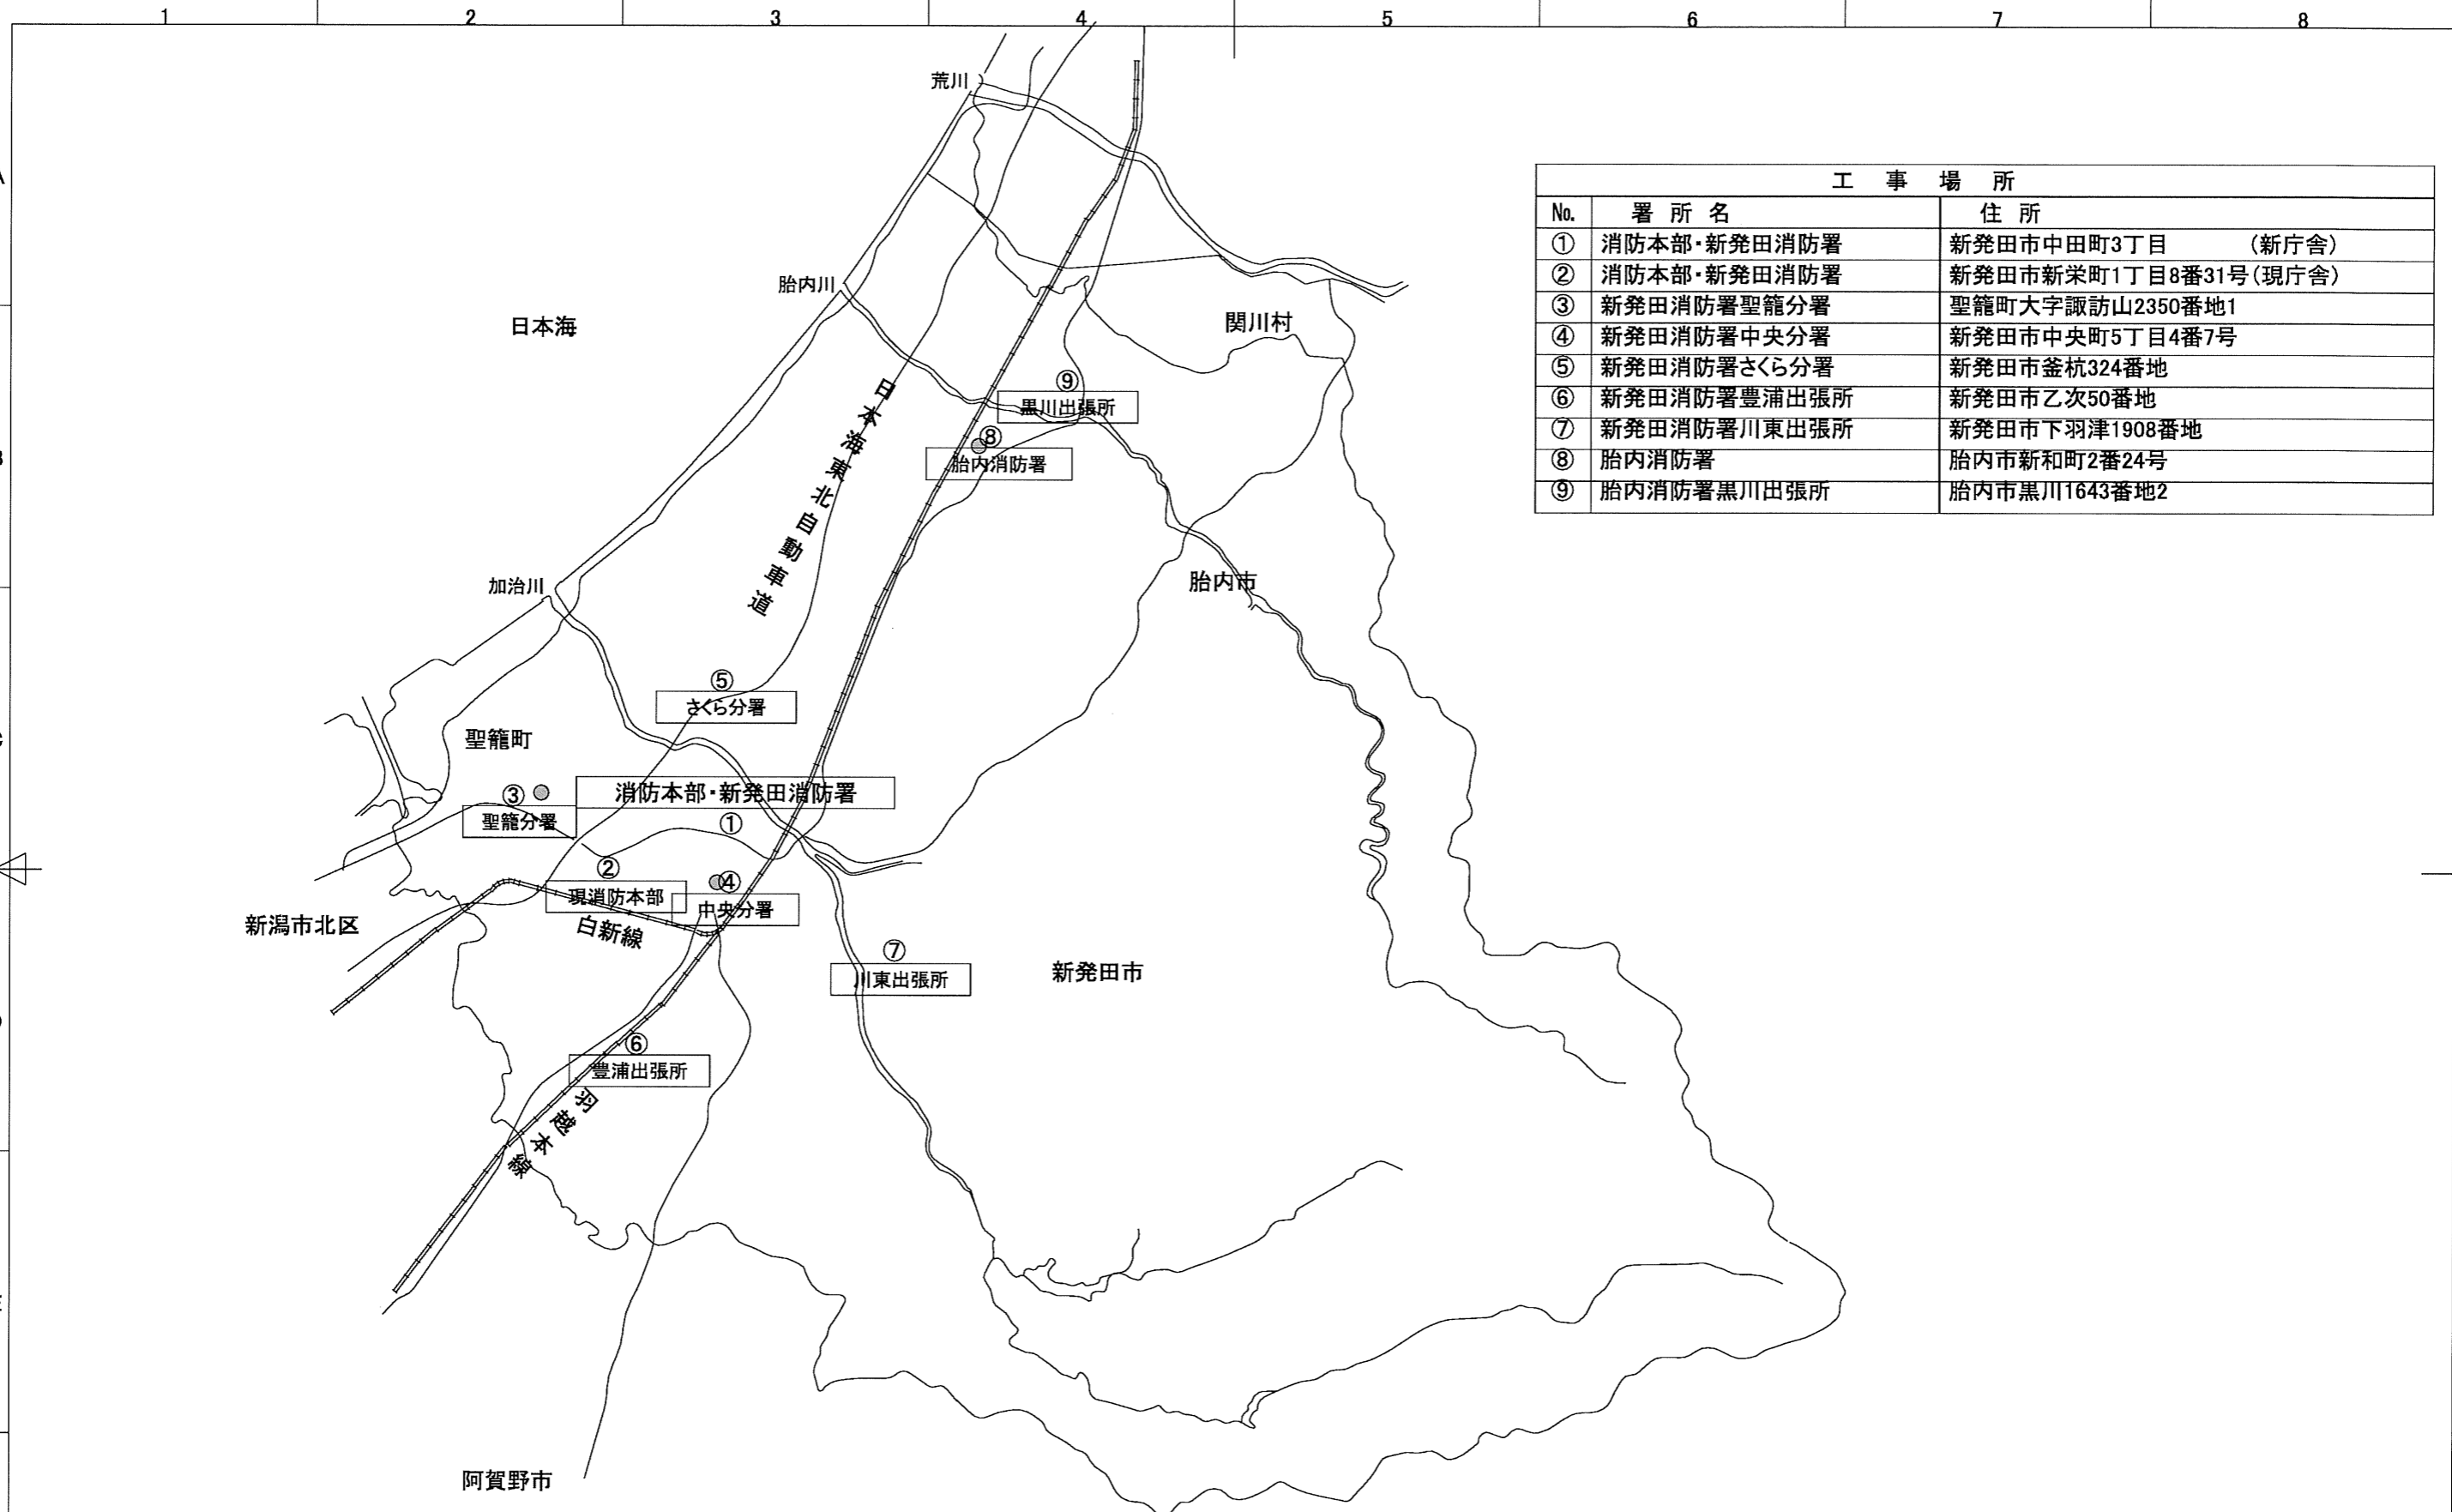 1 2 3 4 5 6 7 8
荒川
工事場所
No. 署所名 住所
① 消防本部・新発田消防署 新発田市中田町3丁目 (新庁舎)
② 消防本部・新発田消防署 新発田市新栄町1丁目8番31号(現庁舎)
③ 新発田消防署聖籠分署 聖籠町大字諏訪山2350番地1
④ 新発田消防署中央分署 新発田市中央町5丁目4番7号
⑤ 新発田消防署さくら分署 新発田市釜杭324番地
⑥ 新発田消防署豊浦出張所 新発田市乙次50番地
⑦ 新発田消防署川東出張所 新発田市下羽津1908番地
⑧ 胎内消防署 胎内市新和町2番24号
⑨ 胎内消防署黒川出張所 胎内市黒川1643番地2
胎内川
日本海
関川村
⑨
黒川出張所
⑧
胎内消防署
日本海東北自動車道
加治川
胎内市
⑤
さくら分署
聖籠町
消防本部・新発田消防署
③
聖籠分署
①
②
現消防本部
④
中央分署
新潟市北区
白新線
⑦
川東出張所
新発田市
⑥
豊浦出張所
羽越本線
阿賀野市